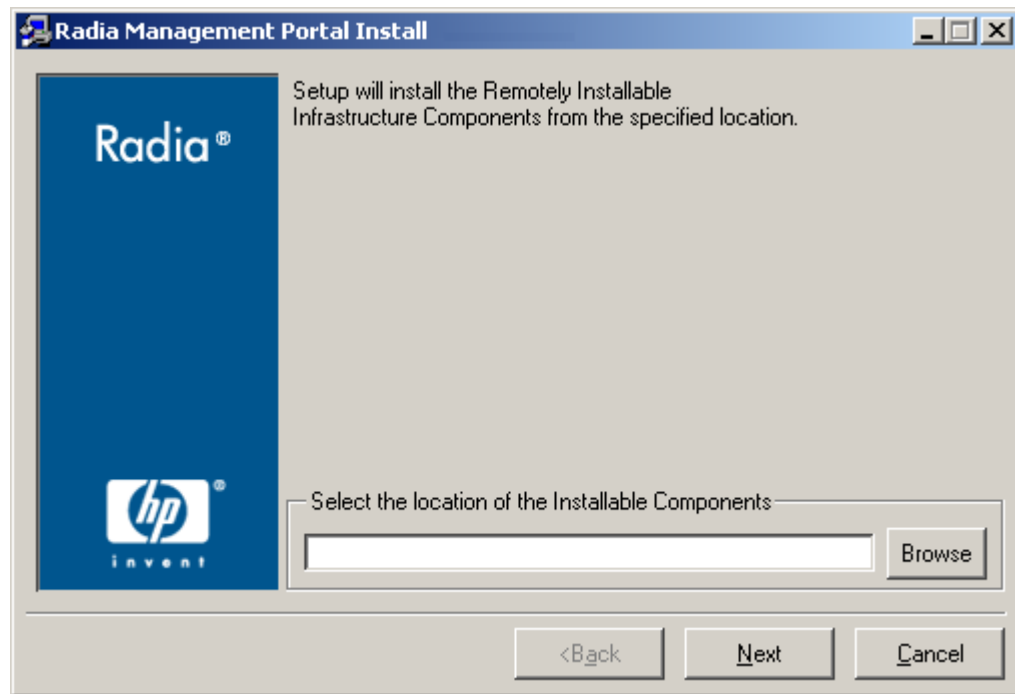 Radia Management Portal Install
Radia®
Setup will install the Remotely Installable
Infrastructure Components from the specified location.
hp®
invent
Select the location of the Installable Components
Browse
<Back
Next
Cancel